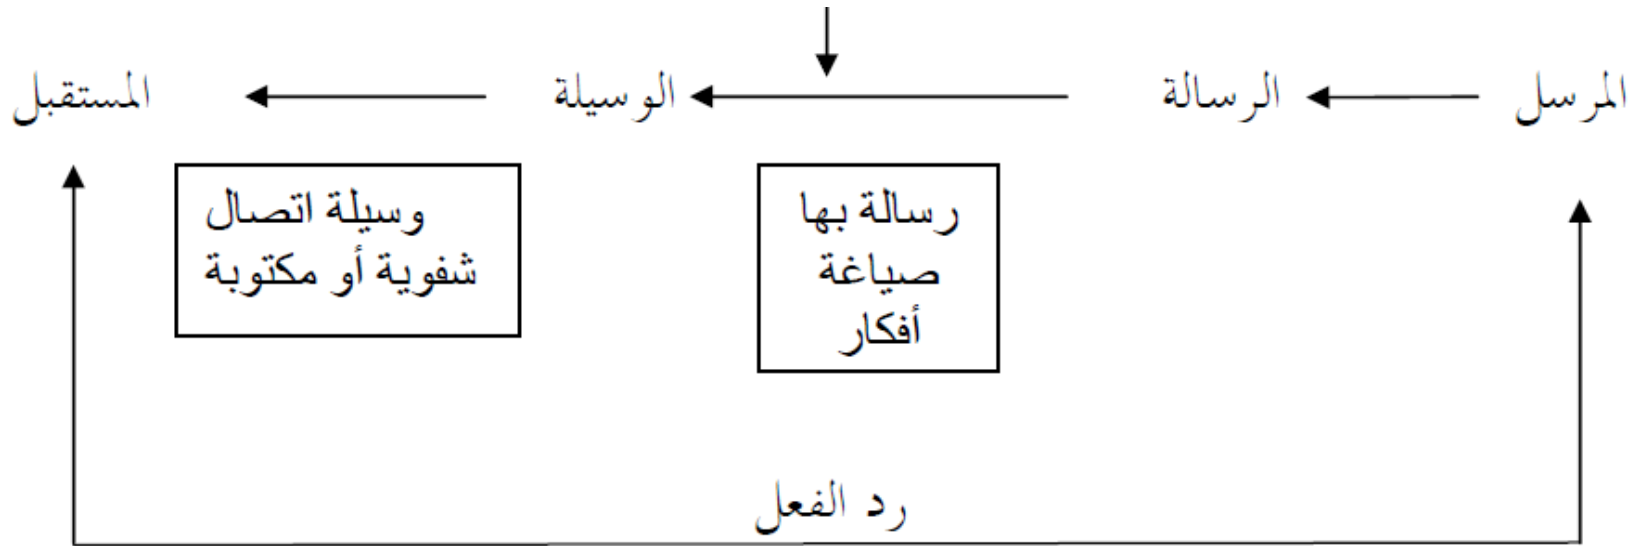 المرسل الرسالة الوسيلة المستقبل
رسالة بها
صياغة
أفكار
وسيلة اتصال
شفوية أو مكتوبة
رد الفعل